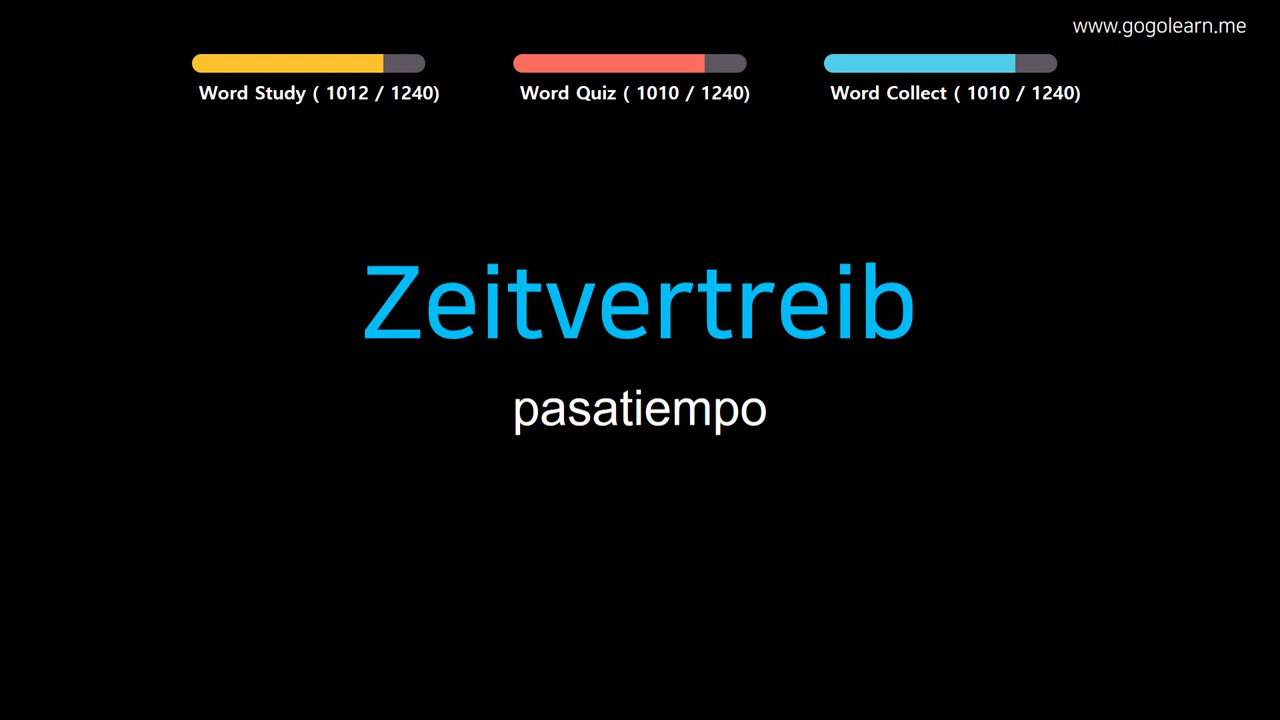 www.gogolearn.me
Word Study ( 1012 / 1240)
Word Quiz ( 1010 / 1240)
Word Collect ( 1010 / 1240)
Zeitvertreib
pasatiempo